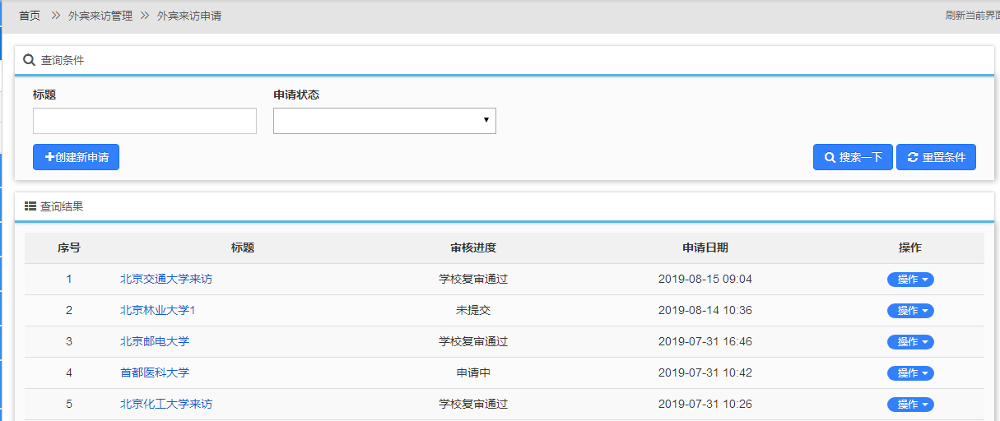 首页 >> 外宾来访管理 >> 外宾来访申请 刷新当前界面
查询条件
标题 申请状态
创建新申请 搜索一下 重置条件
查询结果
序号 标题 审核进度 申请日期 操作
1 北京交通大学来访 学校复审通过 2019-08-15 09:04 操作
2 北京林业大学1 未提交 2019-08-14 10:36 操作
3 北京邮电大学 学校复审通过 2019-07-31 16:46 操作
4 首都医科大学 申请中 2019-07-31 10:42 操作
5 北京化工大学来访 学校复审通过 2019-07-31 10:26 操作